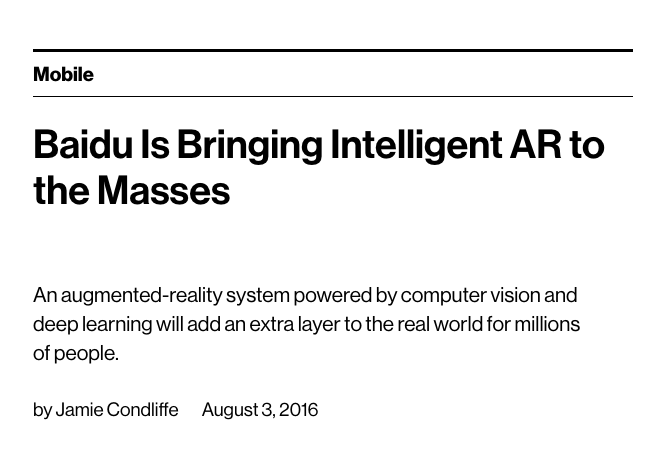 Mobile
Baidu Is Bringing Intelligent AR to
the Masses
An augmented-reality system powered by computer vision and
deep learning will add an extra layer to the real world for millions
of people.
by Jamie Condliffe August 3, 2016